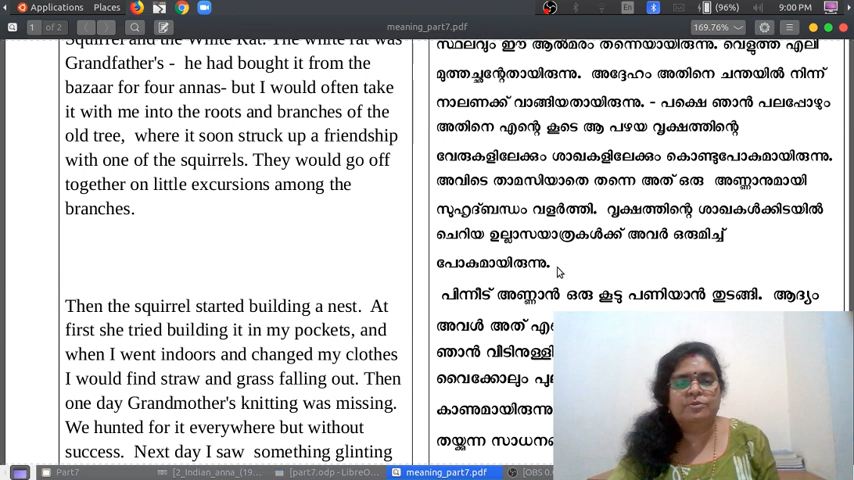 Applications Places En (96%) 9:00 PM
meaning_part7.pdf
1 of 2 169.76%
Squirrel and the White Rat. The white rat was
Grandfather's - he had bought it from the
bazaar for four annas- but I would often take
it with me into the roots and branches of the
old tree, where it soon struck up a friendship
with one of the squirrels. They would go off
together on little excursions among the
branches.
Then the squirrel started building a nest. At
first she tried building it in my pockets, and
when I went indoors and changed my clothes
I would find straw and grass falling out. Then
one day Grandmother's knitting was missing.
We hunted for it everywhere but without
success. Next day I saw something glinting
സ്ഥലവും ഈ ആൽമരം തന്നെയായിരുന്നു. വെളുത്ത എലി
മുത്തച്ഛന്റേതായിരുന്നു. അദ്ദേഹം അതിനെ ചന്തയിൽ നിന്ന്
നാലണക്ക് വാങ്ങിയതായിരുന്നു. - പക്ഷെ ഞാൻ പലപ്പോഴും
അതിനെ എന്റെ കൂടെ ആ പഴയ വൃക്ഷത്തിന്റെ
വേരുകളിലേക്കും ശാഖകളിലേക്കും കൊണ്ടുപോകുമായിരുന്നു.
അവിടെ താമസിയാതെ തന്നെ അത് ഒരു അണ്ണാനുമായി
സുഹൃദ്ബന്ധം വളർത്തി. വൃക്ഷത്തിന്റെ ശാഖകൾക്കിടയിൽ
ചെറിയ ഉല്ലാസയാത്രകൾക്ക് അവർ ഒരുമിച്ച്
പോകുമായിരുന്നു.
പിന്നീട് അണ്ണാൻ ഒരു കൂടു പണിയാൻ തുടങ്ങി. ആദ്യം
അവൾ അത്
ഞാൻ
വൈക്കോലും
കാണുമായിരുന്നു
തയ്ക്കുന്ന
Part7 [2_Indian_anna_(19... [part7.odp - LibreO... meaning_part7.pdf [OBS 0.